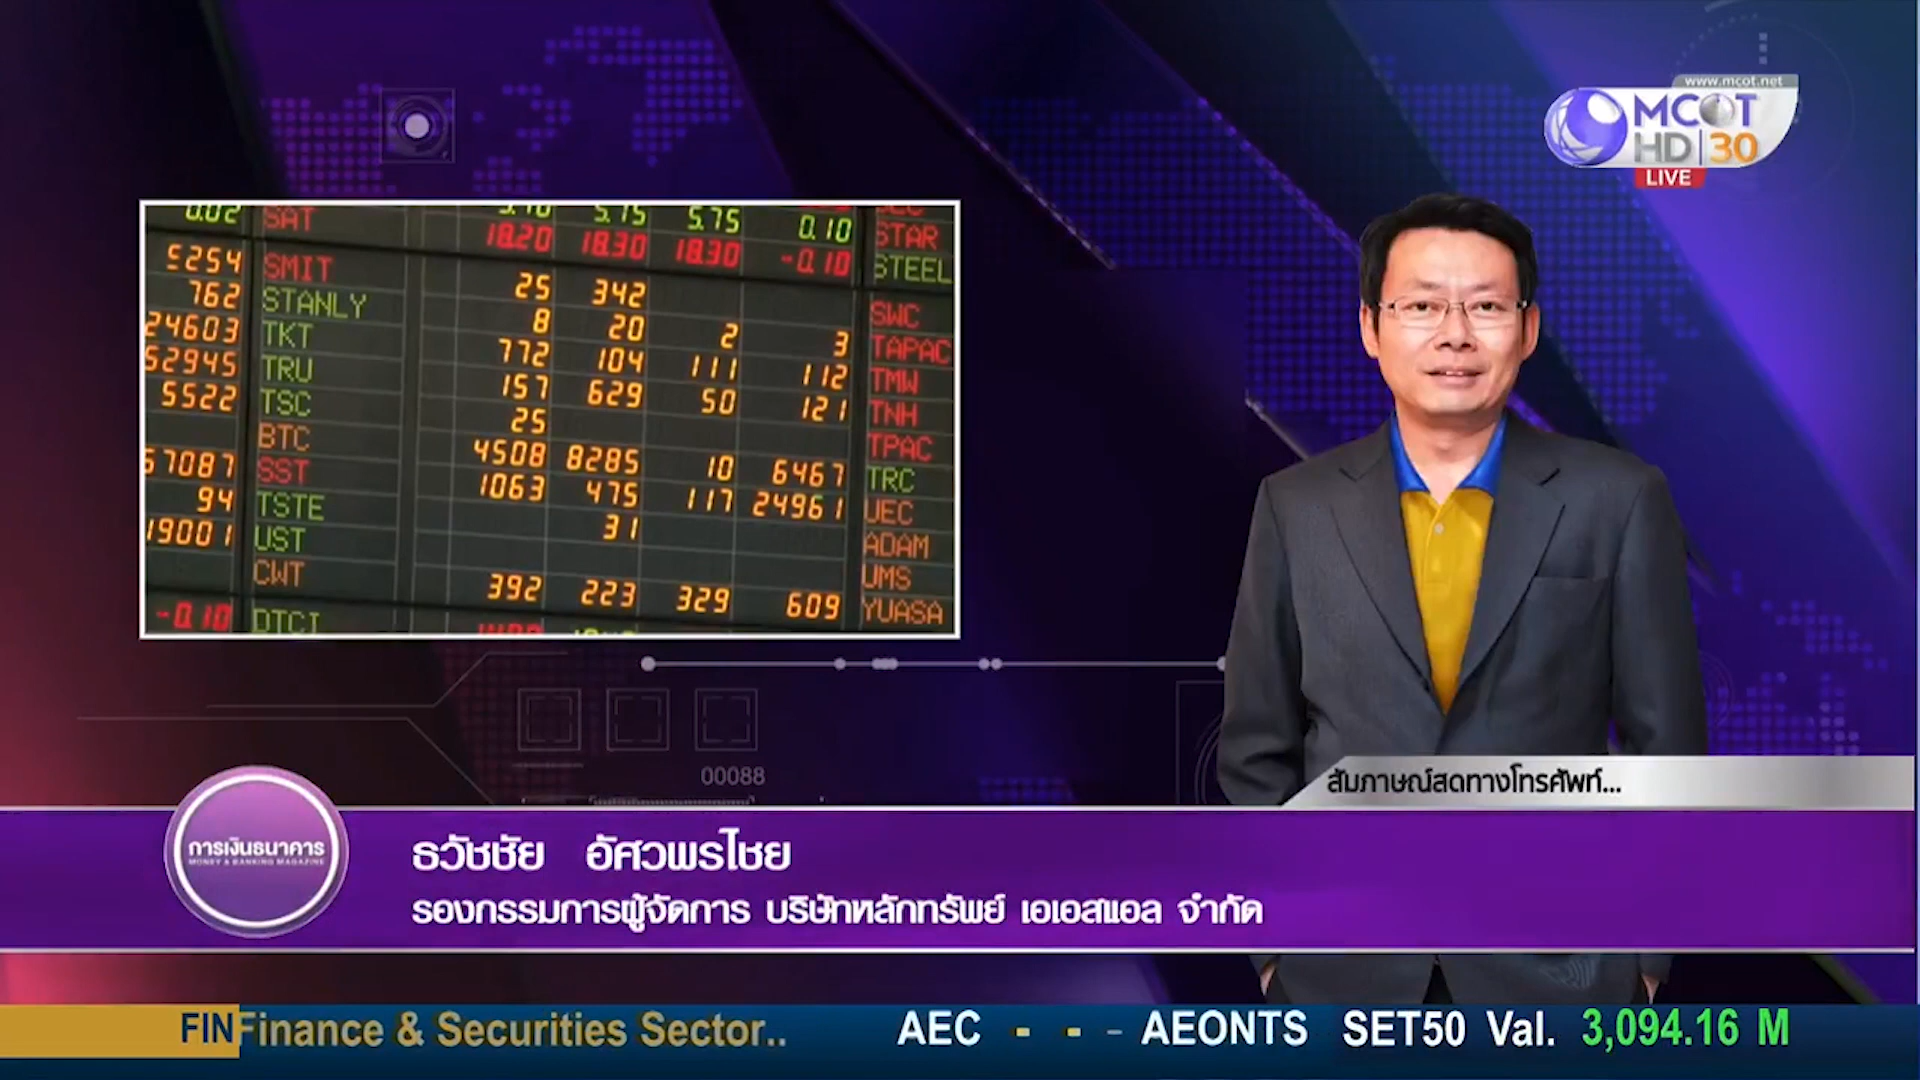 www.mcot.net
MCOT
HD 30
LIVE
0.02 SAT 5.75 5.75 0.10
18.20 18.30 18.30 -0.10 STAR
5254 SMIT STEEL
762 STANLY 25 342 SWC
24603 TKT 8 20 2 3 TAPAC
52945 TRU 772 104 111 112 TMW
5522 TSC 157 629 50 121 TNH
BTC 25 TPAC
57087 SST 4508 8285 10 6467 TRC
94 TSTE 1063 475 117 24961 UEC
19001 UST 31 ADAM
CWT UMS
-0.10 DTCI 392 223 329 609 YUASA
00088
สัมภาษณ์สดทางโทรศัพท์...
การเงินธนาคาร
MONEY & BANKING MAGAZINE
ธวัชชัย อัศวพรไชย
รองกรรมการผู้จัดการ บริษัทหลักทรัพย์ เอเอสแอล จำกัด
FIN Finance & Securities Sector.. AEC - - - AEONTS SET50 Val. 3,094.16 M